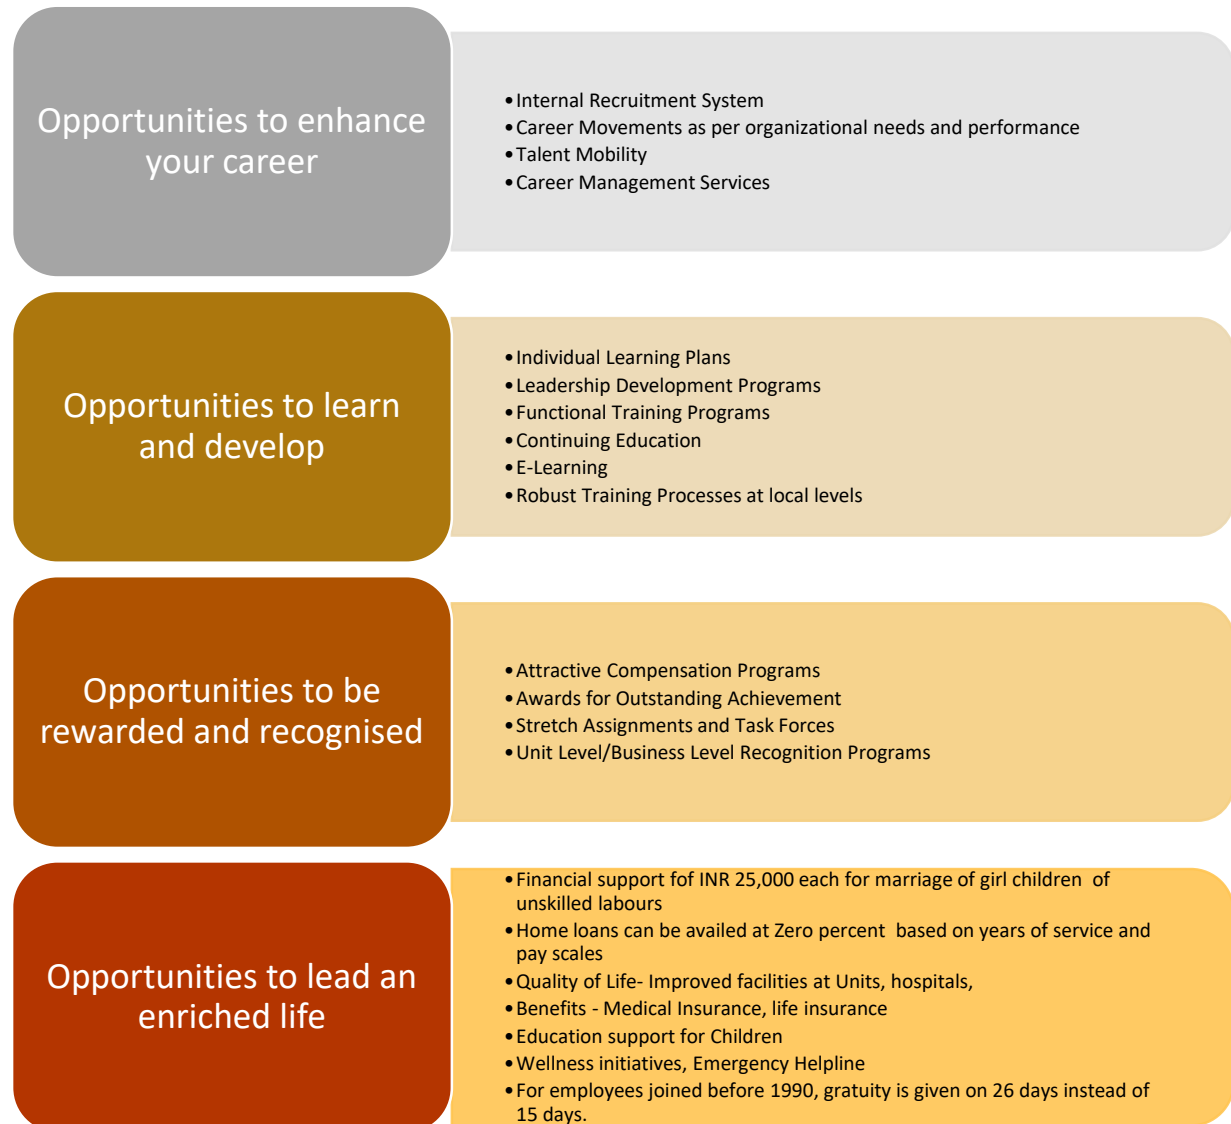 Opportunities to enhance
your career
•Internal Recruitment System
•Career Movements as per organizational needs and performance
•Talent Mobility
•Career Management Services
Opportunities to learn
and develop
•Individual Learning Plans
•Leadership Development Programs
•Functional Training Programs
•Continuing Education
•E-Learning
•Robust Training Processes at local levels
Opportunities to be
rewarded and recognised
•Attractive Compensation Programs
•Awards for Outstanding Achievement
•Stretch Assignments and Task Forces
•Unit Level/Business Level Recognition Programs
Opportunities to lead an
enriched life
•Financial support fof INR 25,000 each for marriage of girl children  of
unskilled labours
•Home loans can be availed at Zero percent  based on years of service and
pay scales
•Quality of Life- Improved facilities at Units, hospitals,
•Benefits - Medical Insurance, life insurance
•Education support for Children
•Wellness initiatives, Emergency Helpline
•For employees joined before 1990, gratuity is given on 26 days instead of
15 days.